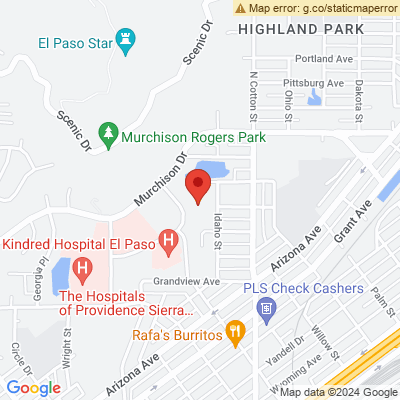 Map error: g.co/staticmaperror
HIGHLAND PARK
El Paso Star
Scenic Dr
Portland Ave
Pittsburg Ave
N Cotton St
Ohio St
Dakota St
Scenic Dr
Murchison Rogers Park
Murchison Dr
Idaho St
Grant Ave
Arizona Ave
Kindred Hospital El Paso
Georgia Pl
Grandview Ave
The Hospitals
of Providence Sierra...
PLS Check Cashers
Palm St
Rafa's Burritos
Wright St
Circle Dr
Arizona Ave
Yandell Dr
Willow St
Wyoming Ave
Google
Map data ©2024 Google